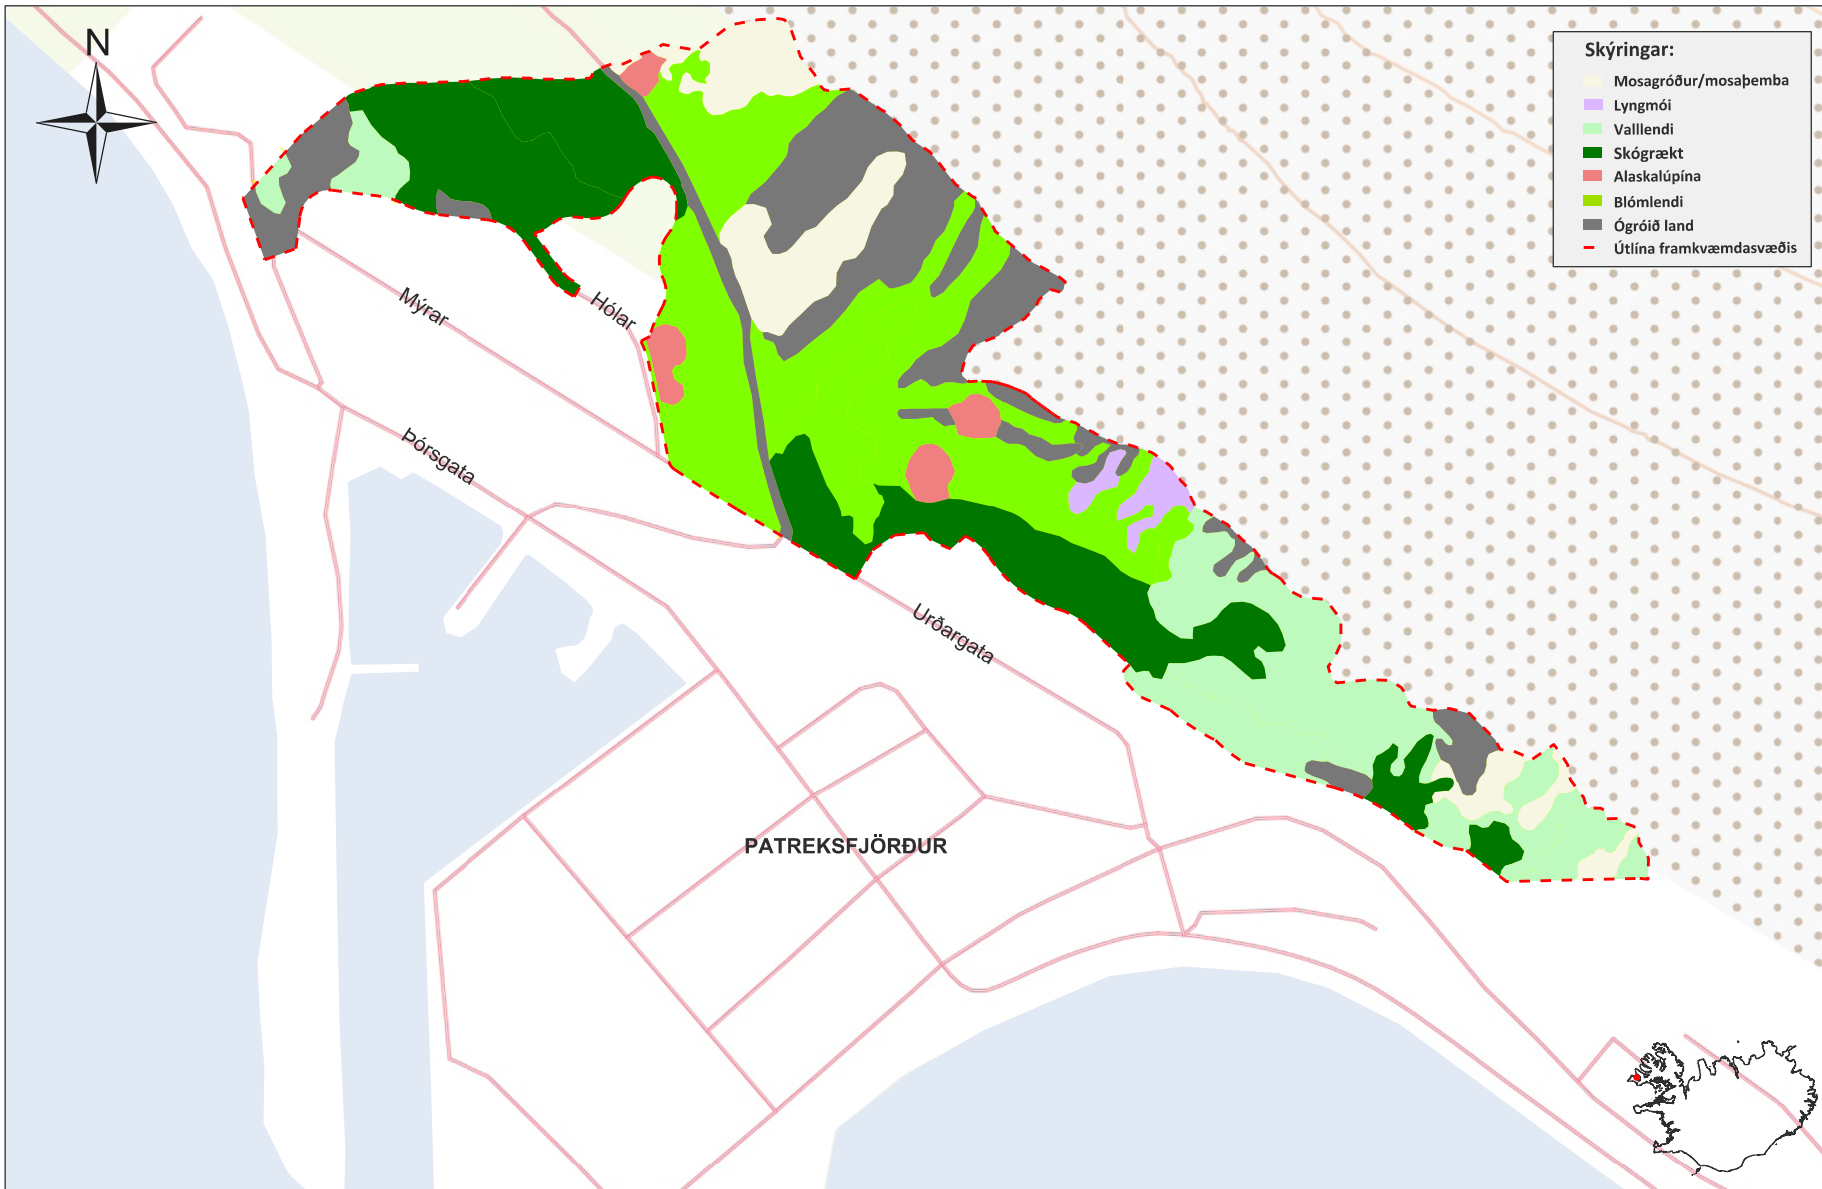 N
Skýringar:
Mosagróður/mosaþemba
Lyngmói
Valllendi
Skógrækt
Alaskalúpína
Blómlendi
Ógróið land
Útlína framkvæmdasvæðis
Mýrar
Hólar
Þórsgata
Urðargata
PATREKSFJÖRÐUR